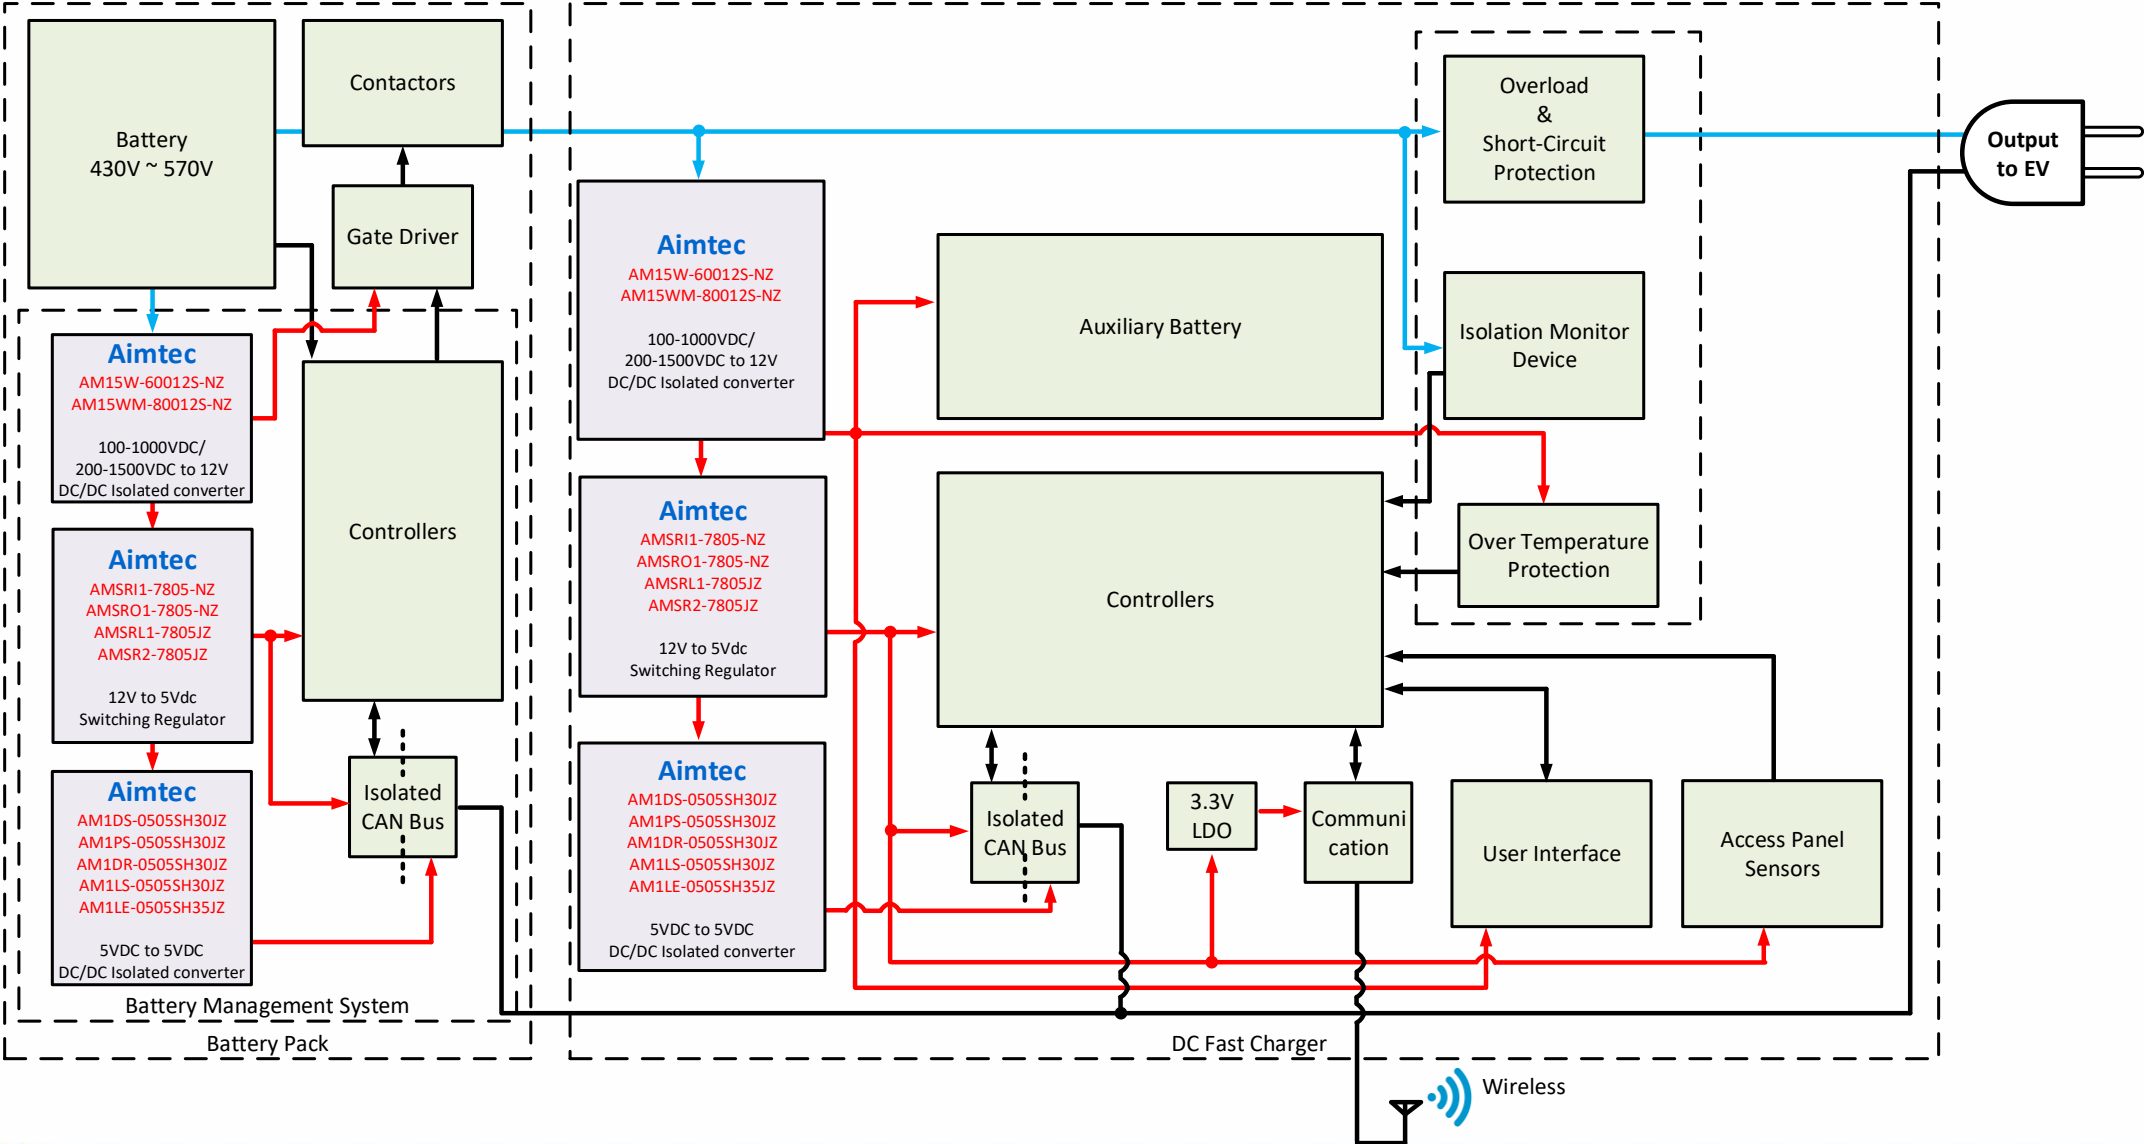 Battery
430V ~ 570V
Contactors
Gate Driver
Aimtec
AM15W-60012S-NZ
AM15WM-80012S-NZ
100-1000VDC/
200-1500VDC to 12V
DC/DC Isolated converter
Aimtec
AMSRI1-7805-NZ
AMSRO1-7805-NZ
AMSRL1-7805JZ
AMSR2-7805JZ
12V to 5Vdc
Switching Regulator
Aimtec
AM1DS-0505SH30JZ
AM1PS-0505SH30JZ
AM1DR-0505SH30JZ
AM1LS-0505SH30JZ
AM1LE-0505SH35JZ
5VDC to 5VDC
DC/DC Isolated converter
Controllers
Isolated
CAN Bus
Battery Management System
Battery Pack
Aimtec
AM15W-60012S-NZ
AM15WM-80012S-NZ
100-1000VDC/
200-1500VDC to 12V
DC/DC Isolated converter
Aimtec
AMSRI1-7805-NZ
AMSRO1-7805-NZ
AMSRL1-7805JZ
AMSR2-7805JZ
12V to 5Vdc
Switching Regulator
Aimtec
AM1DS-0505SH30JZ
AM1PS-0505SH30JZ
AM1DR-0505SH30JZ
AM1LS-0505SH30JZ
AM1LE-0505SH35JZ
5VDC to 5VDC
DC/DC Isolated converter
Auxiliary Battery
Controllers
Isolated
CAN Bus
3.3V
LDO
Communi
cation
User Interface
Access Panel
Sensors
Overload
&
Short-Circuit
Protection
Isolation Monitor
Device
Over Temperature
Protection
Output
to EV
DC Fast Charger
Wireless